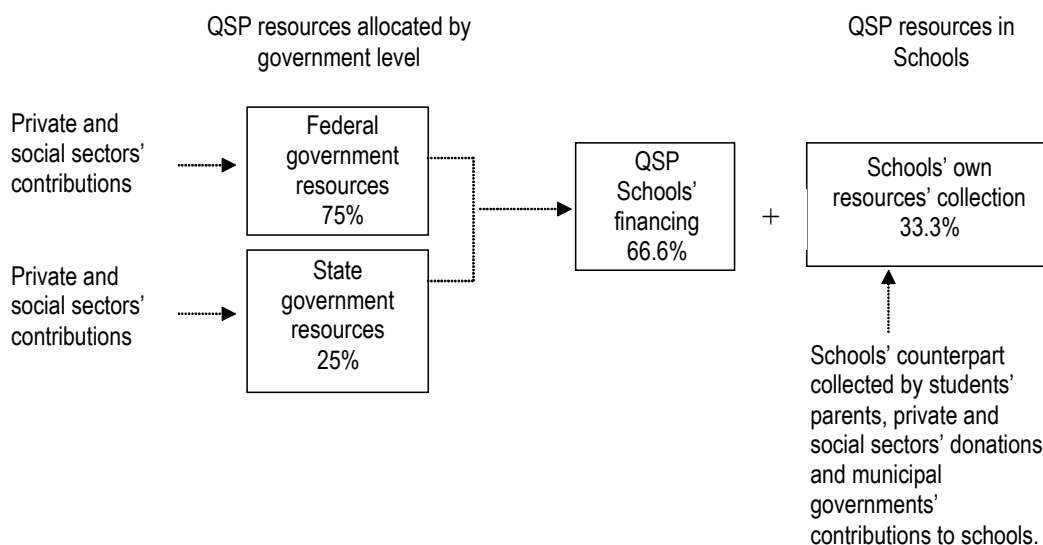 QSP resources allocated by
government level
QSP resources in
Schools
Private and
social sectors’
contributions
Federal
government
resources
75%
Private and
social sectors’
contributions
State
government
resources
25%
QSP
Schools’
financing
66.6%
+
Schools’ own
resources’ collection
33.3%
Schools’ counterpart
collected by students’
parents, private and
social sectors’ donations
and municipal
governments’
contributions to schools.